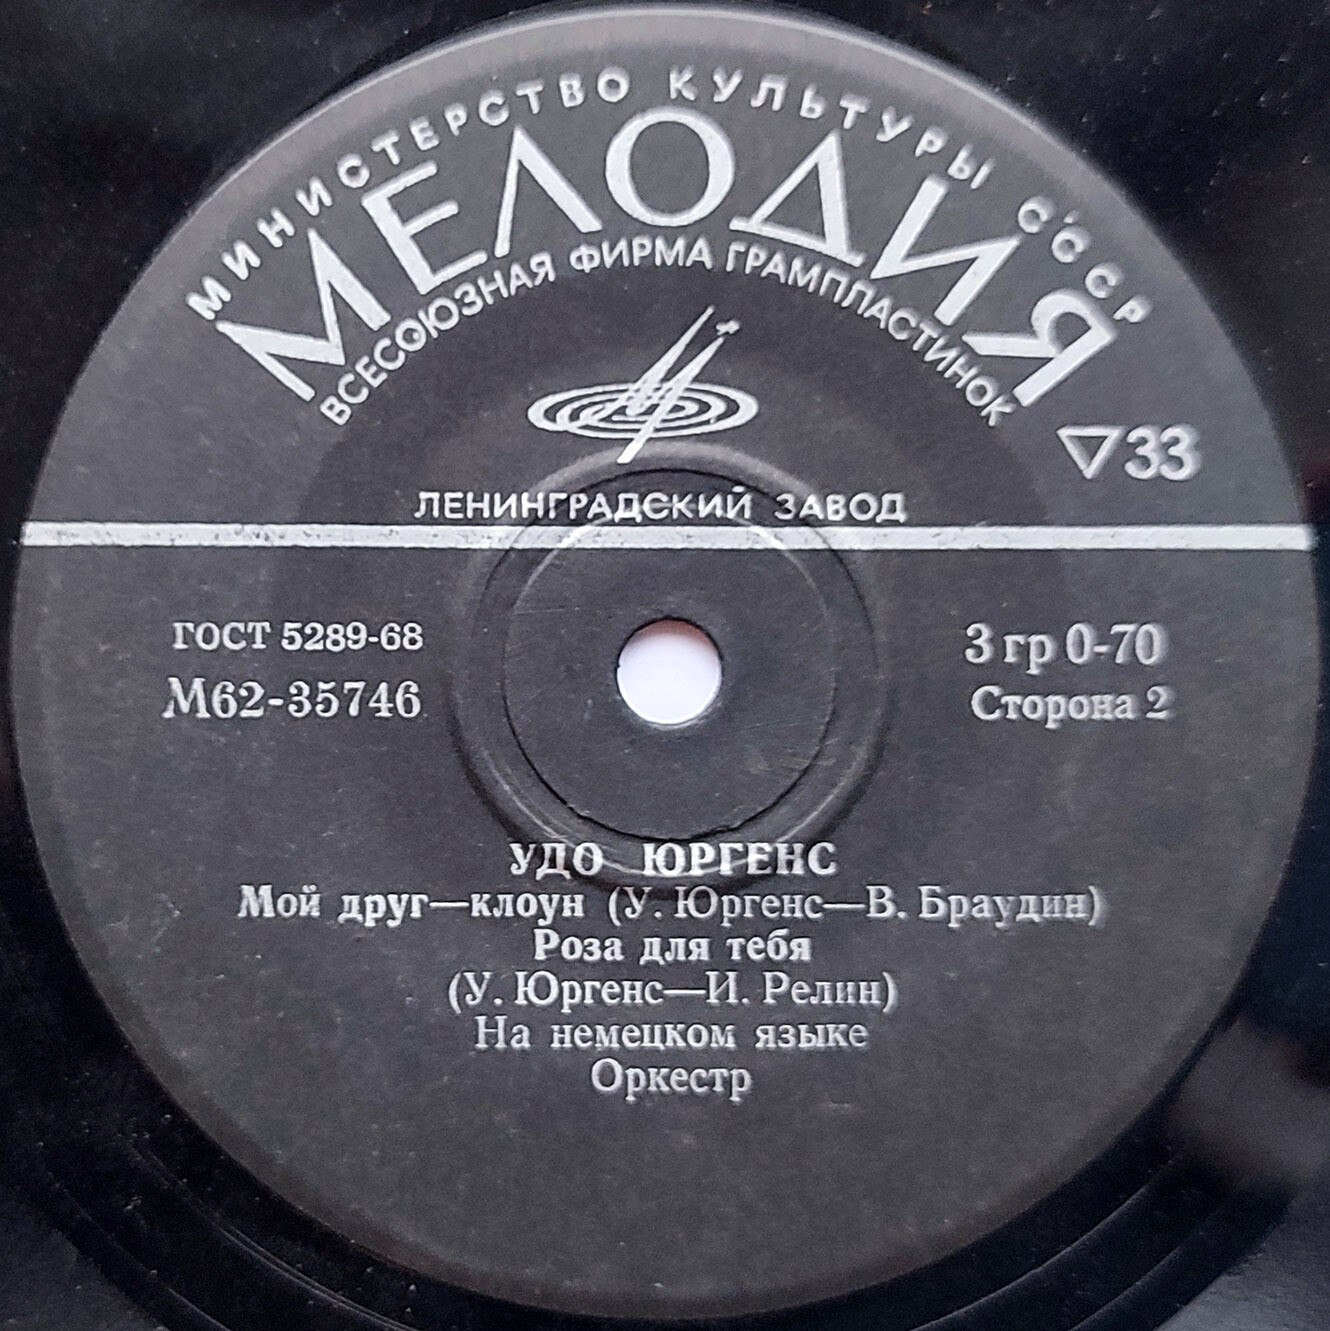 МИНИСТЕРСТВО КУЛЬТУРЫ СССР
МЕЛОДИЯ
ВСЕСОЮЗНАЯ ФИРМА ГРАМПЛАСТИНОК
▽33
ЛЕНИНГРАДСКИЙ ЗАВОД
ГОСТ 5289-68
М62-35746
3 гр 0-70
Сторона 2
УДО ЮРГЕНС
Мой друг—клоун (У. Юргенс—В. Браудин)
Роза для тебя
(У. Юргенс—И. Релин)
На немецком языке
Оркестр